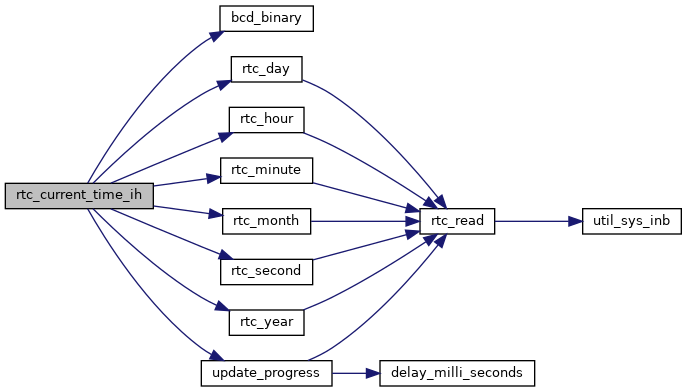 bcd_binary
rtc_day
rtc_hour
rtc_minute
rtc_current_time_ih
rtc_month
rtc_read
util_sys_inb
rtc_second
rtc_year
update_progress
delay_milli_seconds